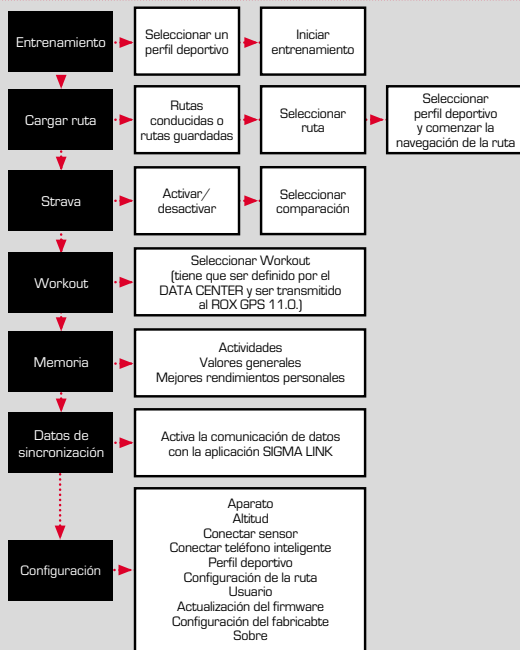 Entrenamiento
Seleccionar un
perfil deportivo
Iniciar
entrenamiento
Cargar ruta
Rutas
conducidas o
rutas guardadas
Seleccionar
ruta
Seleccionar
perfil deportivo
y comenzar la
navegación de la ruta
Strava
Activar/
desactivar
Seleccionar
comparación
Workout
Seleccionar Workout
(tiene que ser definido por el
DATA CENTER y ser transmitido
al ROX GPS 11.0.)
Memoria
Actividades
Valores generales
Mejores rendimientos personales
Datos de
sincronización
Activa la comunicación de datos
con la aplicación SIGMA LINK
Configuración
Aparato
Altitud
Conectar sensor
Conectar teléfono inteligente
Perfil deportivo
Configuración de la ruta
Usuario
Actualización del firmware
Configuración del fabricabte
Sobre